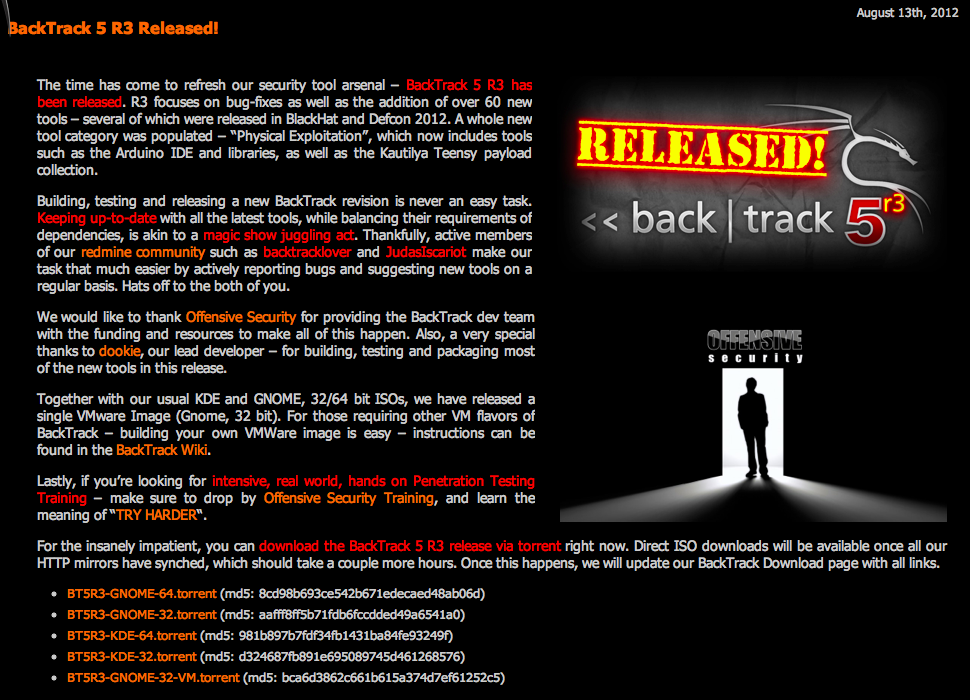 August 13th, 2012
BackTrack 5 R3 Released!
The time has come to refresh our security tool arsenal – BackTrack 5 R3 has
been released. R3 focuses on bug-fixes as well as the addition of over 60 new
tools – several of which were released in BlackHat and Defcon 2012. A whole new
tool category was populated – “Physical Exploitation”, which now includes tools
such as the Arduino IDE and libraries, as well as the Kautilya Teensy payload
collection.
Building, testing and releasing a new BackTrack revision is never an easy task.
Keeping up-to-date with all the latest tools, while balancing their requirements of
dependencies, is akin to a magic show juggling act. Thankfully, active members
of our redmine community such as backtracklover and JudasIscariot make our
task that much easier by actively reporting bugs and suggesting new tools on a
regular basis. Hats off to the both of you.
We would like to thank Offensive Security for providing the BackTrack dev team
with the funding and resources to make all of this happen. Also, a very special
thanks to dookie, our lead developer – for building, testing and packaging most
of the new tools in this release.
Together with our usual KDE and GNOME, 32/64 bit ISOs, we have released a
single VMware Image (Gnome, 32 bit). For those requiring other VM flavors of
BackTrack – building your own VMWare image is easy – instructions can be
found in the BackTrack Wiki.
Lastly, if you’re looking for intensive, real world, hands on Penetration Testing
Training – make sure to drop by Offensive Security Training, and learn the
meaning of “TRY HARDER“.
RELEASED!
<< back | track 5 r3
OFFENSIVE
security
For the insanely impatient, you can download the BackTrack 5 R3 release via torrent right now. Direct ISO downloads will be available once all our
HTTP mirrors have synched, which should take a couple more hours. Once this happens, we will update our BackTrack Download page with all links.
BT5R3-GNOME-64.torrent (md5: 8cd98b693ce542b671edecaed48ab06d)
BT5R3-GNOME-32.torrent (md5: aafff8ff5b71fdb6fccdded49a6541a0)
BT5R3-KDE-64.torrent (md5: 981b897b7fdf34fb1431ba84fe93249f)
BT5R3-KDE-32.torrent (md5: d324687fb891e695089745d461268576)
BT5R3-GNOME-32-VM.torrent (md5: bca6d3862c661b615a374d7ef61252c5)